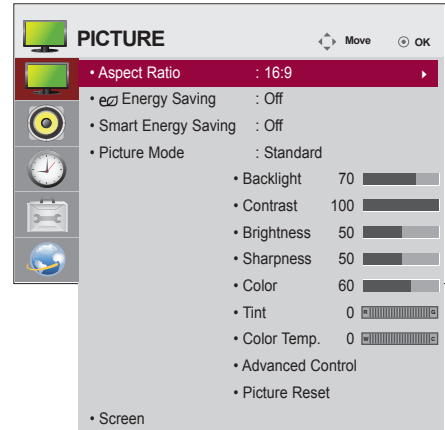 PICTURE Move OK
• Aspect Ratio : 16:9
• Energy Saving : Off
• Smart Energy Saving : Off
• Picture Mode : Standard
• Backlight 70
• Contrast 100
• Brightness 50
• Sharpness 50
• Color 60
• Tint 0 R G
• Color Temp. 0 W C
• Advanced Control
• Picture Reset
• Screen